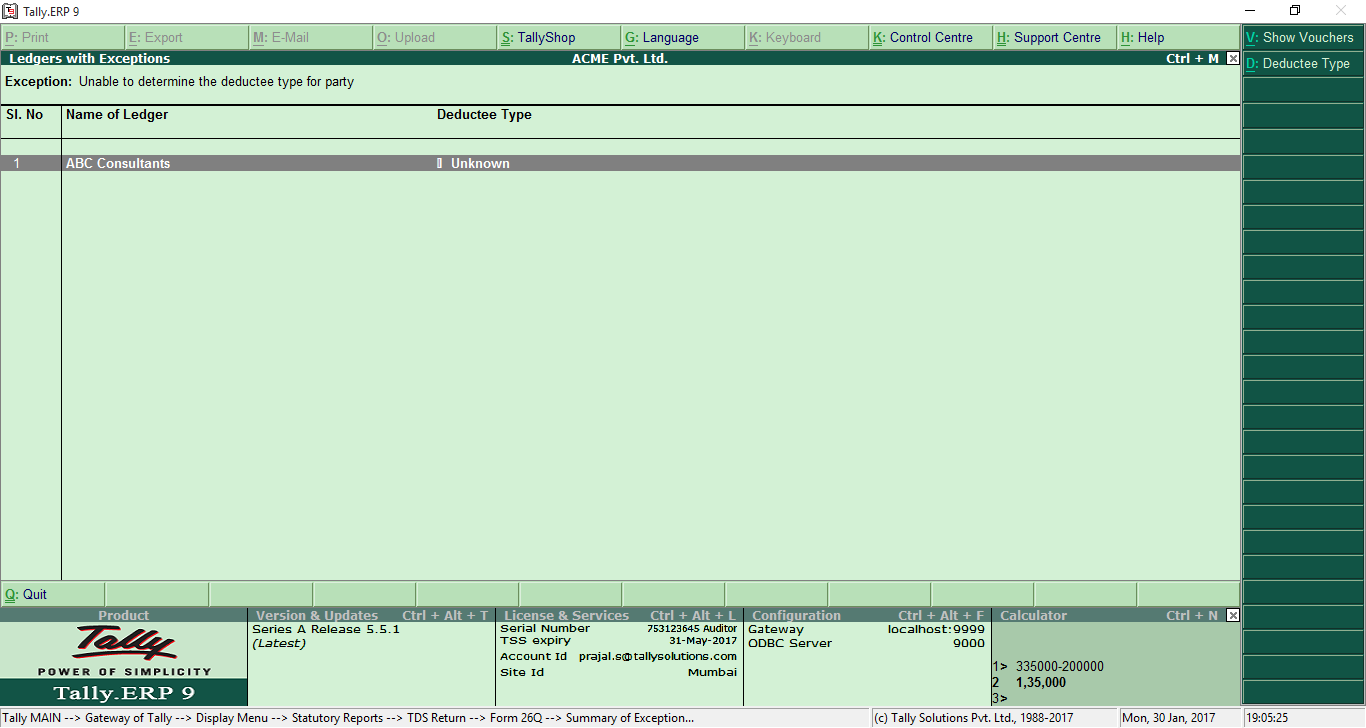 Tally.ERP 9
P: Print E: Export M: E-Mail O: Upload S: TallyShop G: Language K: Keyboard K: Control Centre H: Support Centre H: Help
V: Show Vouchers
D: Deductee Type
Ledgers with Exceptions ACME Pvt. Ltd. Ctrl + M
Exception: Unable to determine the deductee type for party
Sl. No Name of Ledger Deductee Type
1 ABC Consultants Unknown
Q: Quit
Product
Tally
POWER OF SIMPLICITY
Tally.ERP 9
Version & Updates Ctrl + Alt + T
Series A Release 5.5.1
(Latest)
License & Services Ctrl + Alt + L
Serial Number 753123645 Auditor
TSS expiry 31-May-2017
Account Id prajal.s@tallysolutions.com
Site Id Mumbai
Configuration Ctrl + Alt + F
Gateway localhost:9999
ODBC Server 9000
Calculator Ctrl + N
1> 335000-200000
2 1,35,000
3>
Tally MAIN --> Gateway of Tally --> Display Menu --> Statutory Reports --> TDS Return --> Form 26Q --> Summary of Exception... (c) Tally Solutions Pvt. Ltd., 1988-2017 Mon, 30 Jan, 2017 19:05:25